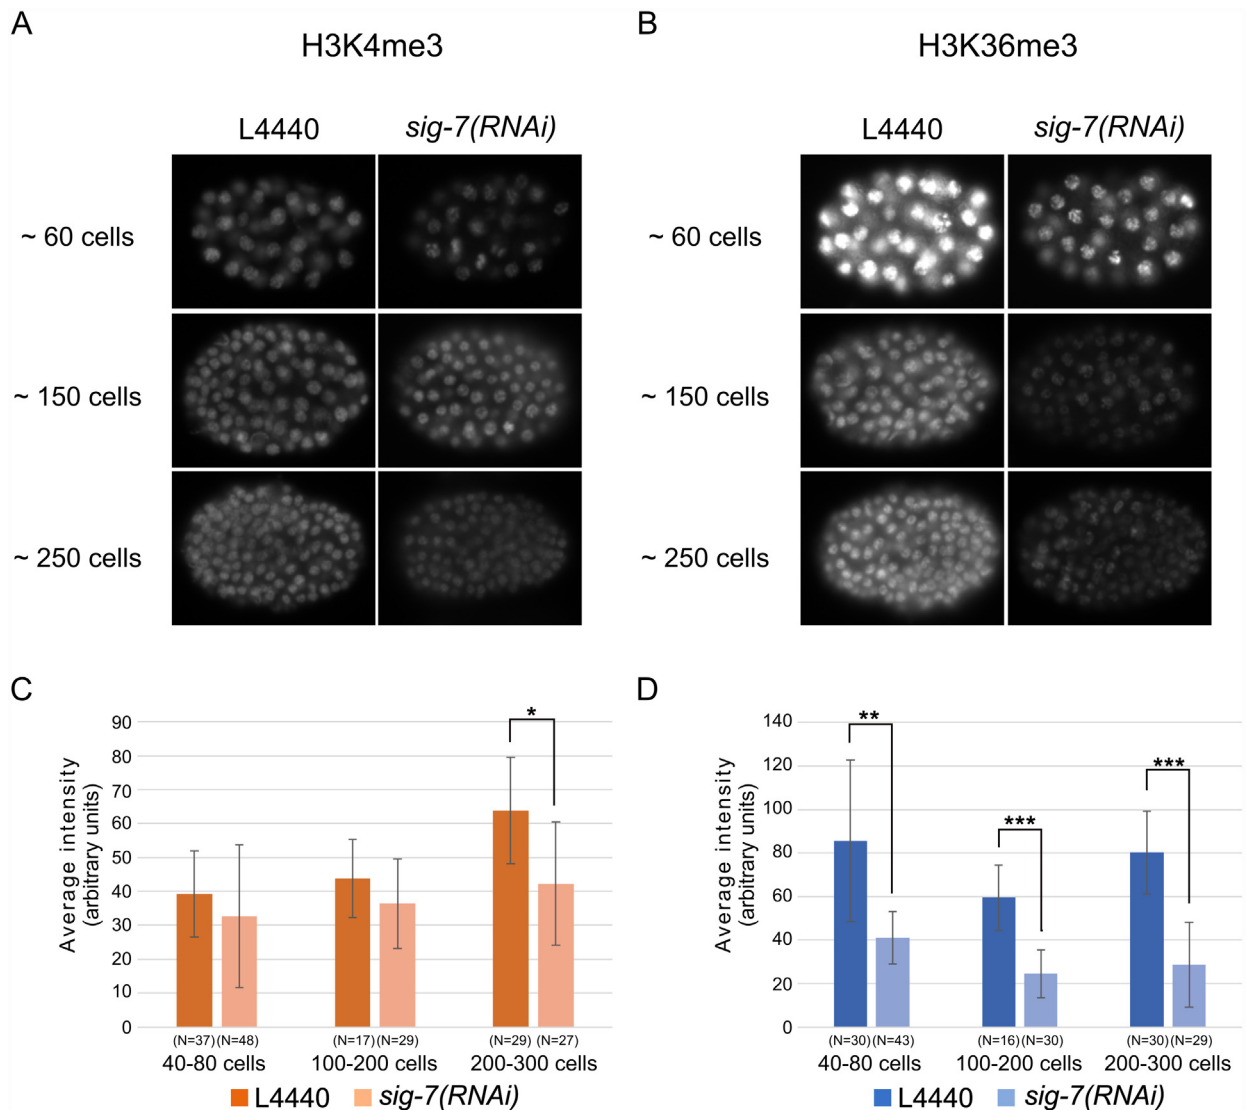 A
H3K4me3
L4440 sig-7(RNAi)
~ 60 cells
~ 150 cells
~ 250 cells
B
H3K36me3
L4440 sig-7(RNAi)
~ 60 cells
~ 150 cells
~ 250 cells
C
Average intensity
(arbitrary units)
90
80
70
60
50
40
30
20
10
0
*
(N=37) (N=48) (N=17) (N=29) (N=29) (N=27)
40-80 cells 100-200 cells 200-300 cells
L4440 sig-7(RNAi)
D
Average intensity
(arbitrary units)
140
120
100
80
60
40
20
0
** *** ***
(N=30) (N=43) (N=16) (N=30) (N=30) (N=29)
40-80 cells 100-200 cells 200-300 cells
L4440 sig-7(RNAi)